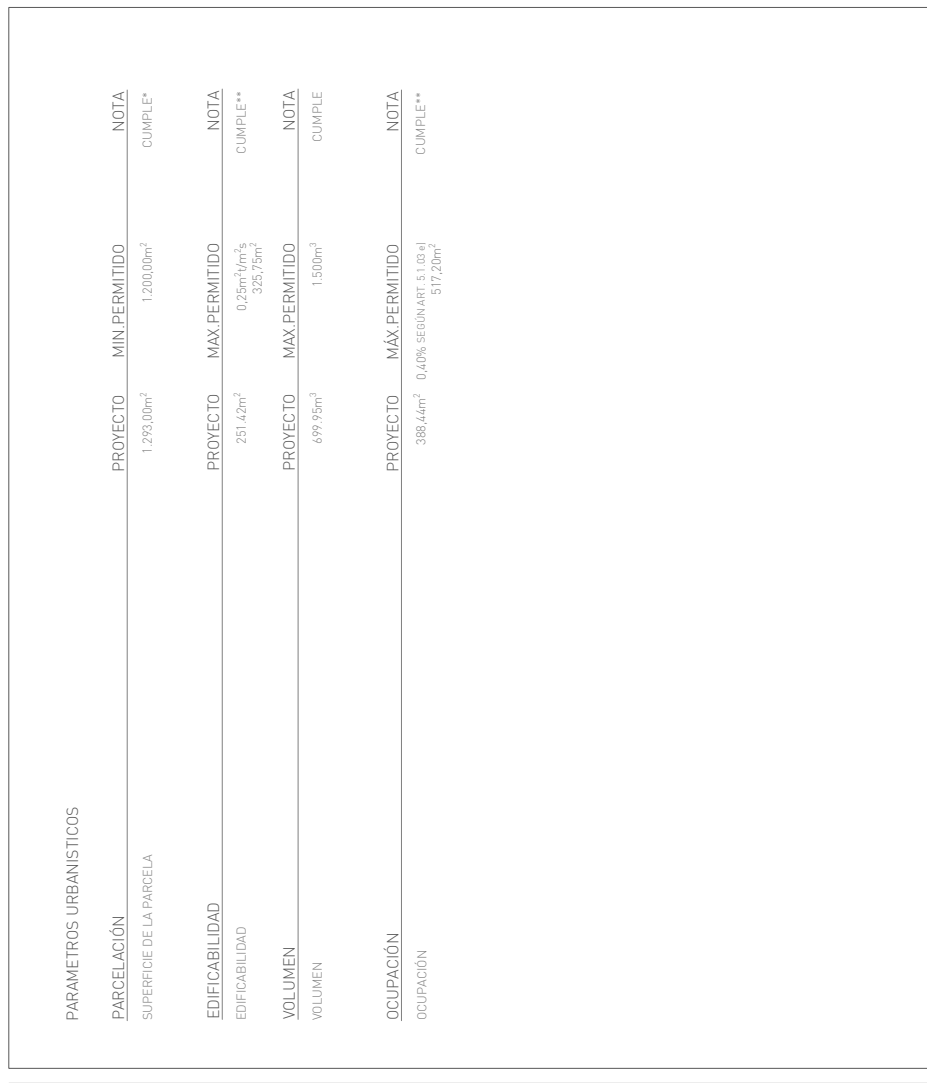 PARAMETROS URBANISTICOS
PARCELACIÓN PROYECTO MIN.PERMITIDO NOTA
SUPERFICIE DE LA PARCELA 1.293,00m² 1.200,00m² CUMPLE*
EDIFICABILIDAD PROYECTO MAX.PERMITIDO NOTA
EDIFICABILIDAD 251.42m² 0,25m²t/m²s CUMPLE**
325,75m²
VOLUMEN PROYECTO MAX.PERMITIDO NOTA
VOLUMEN 699.95m³ 1.500m³ CUMPLE
OCUPACIÓN PROYECTO MÁX.PERMITIDO NOTA
OCUPACIÓN 388,44m² 0,40% SEGÚN ART. 5.1.03 e) CUMPLE**
517,20m²